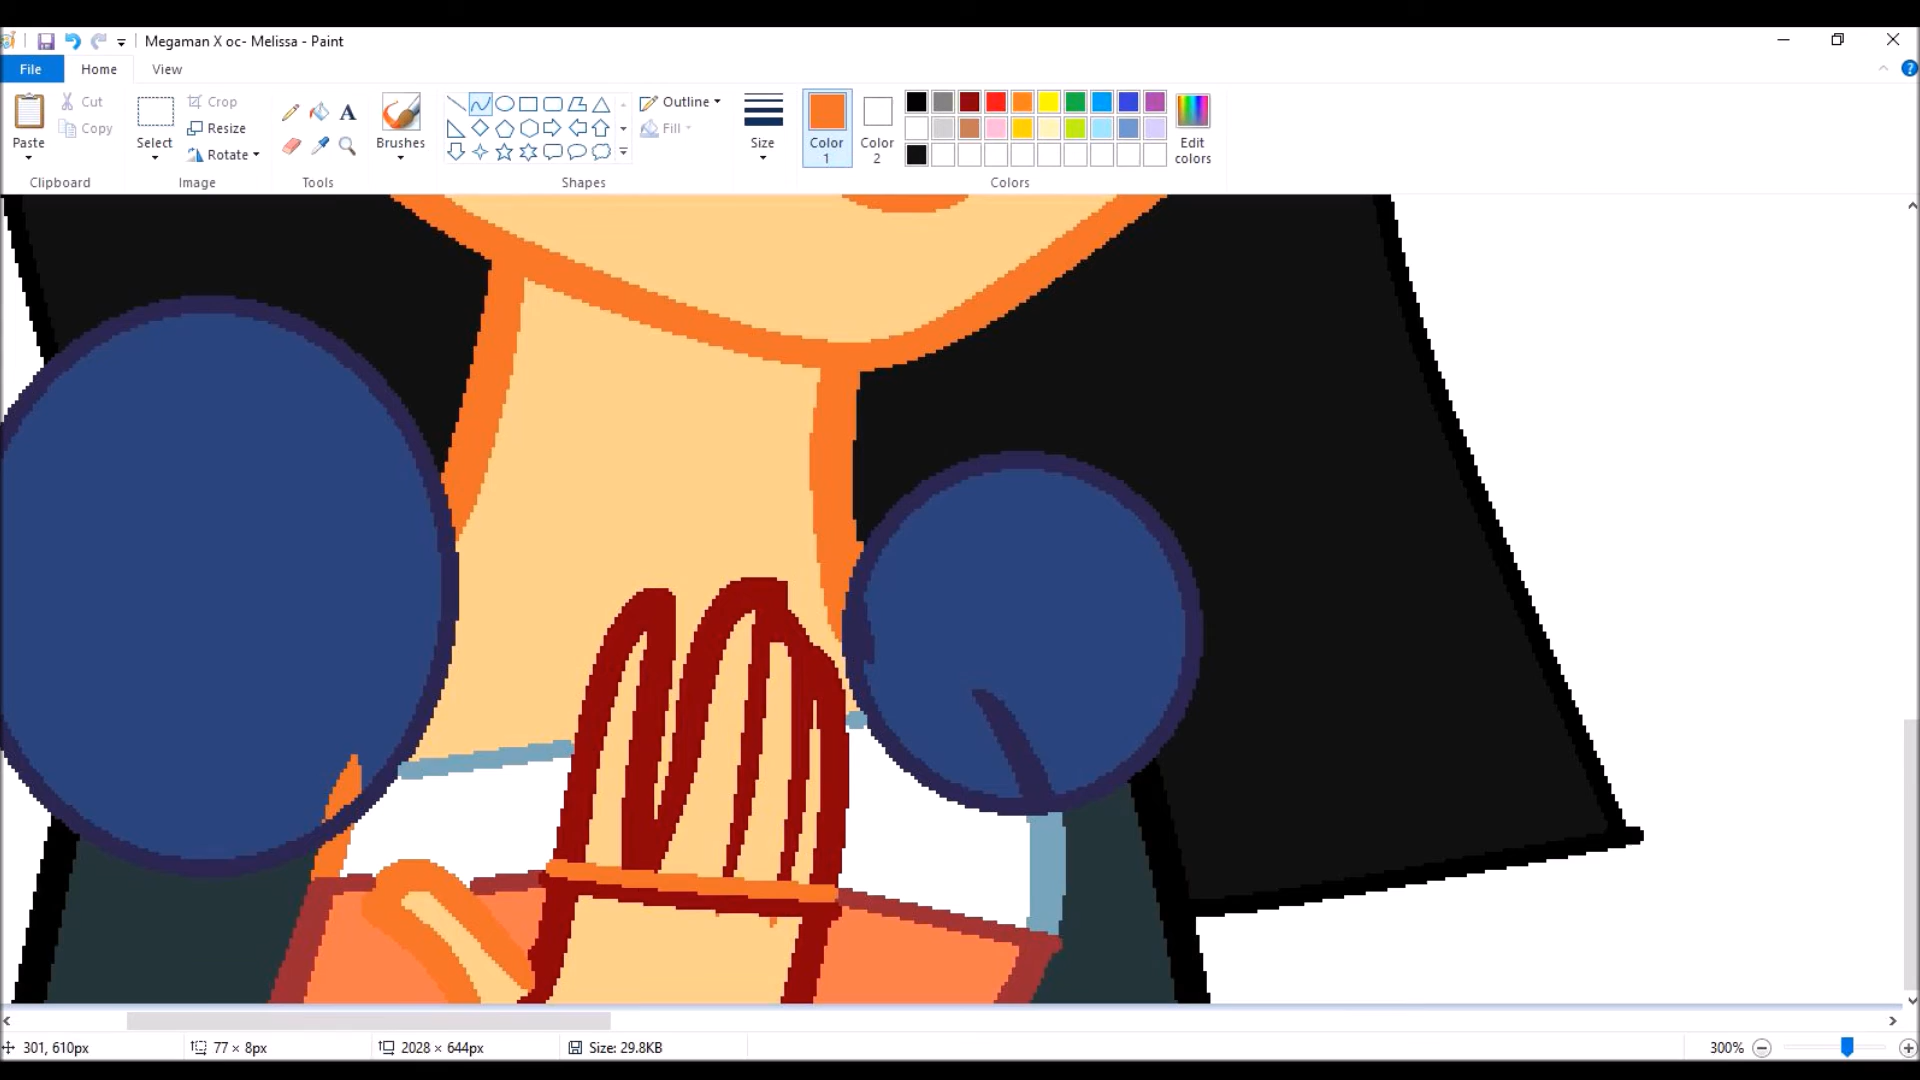 Megaman X oc- Melissa - Paint
File Home View
Paste Cut Copy
Clipboard
Select Crop Resize Rotate
Image
A
Tools
Brushes
Outline Fill
Shapes
Size
Color 1 Color 2
Edit colors
Colors
?
301, 610px 77 × 8px 2028 × 644px Size: 29.8KB 300%